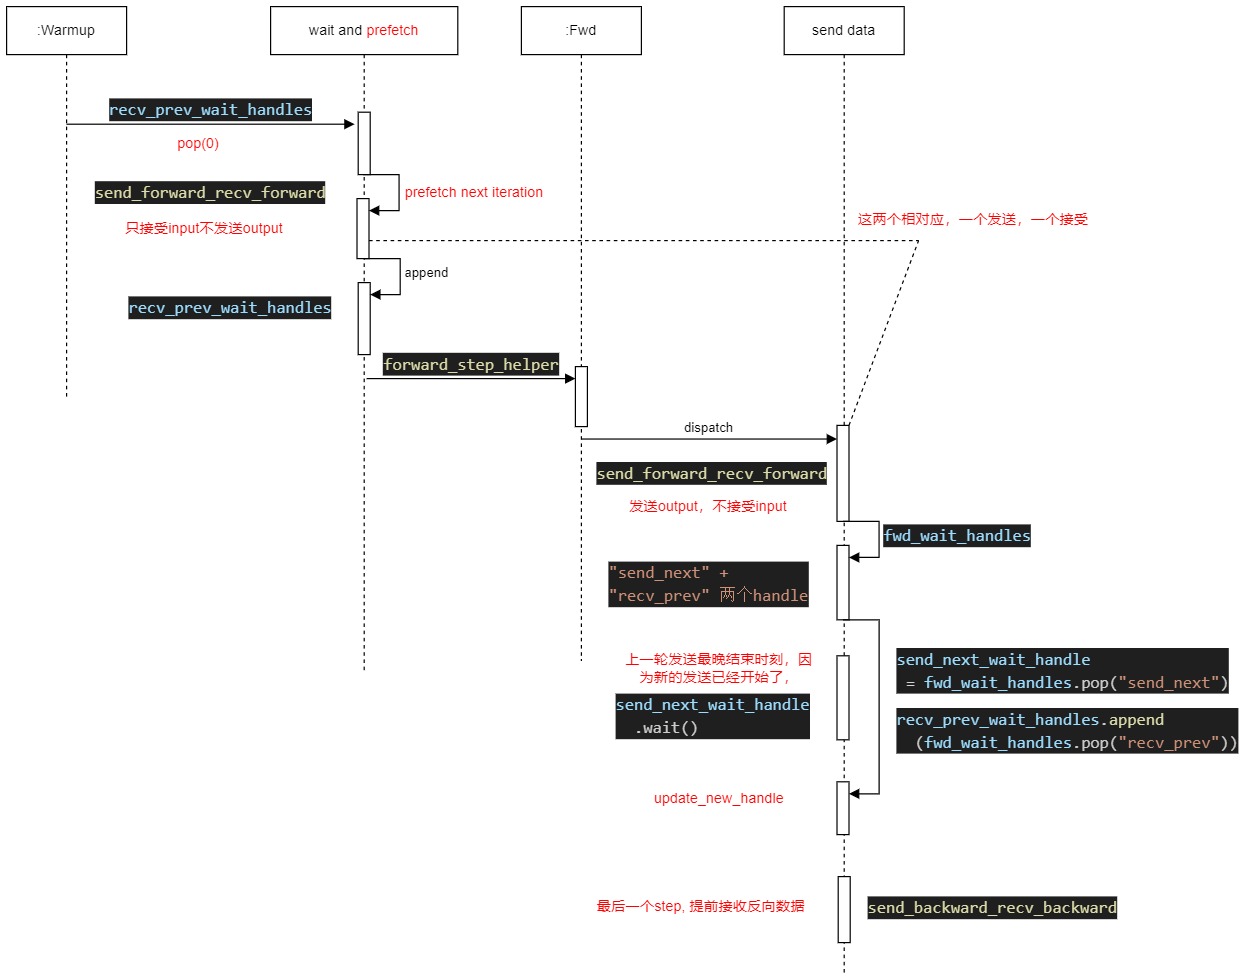 :Warmup
wait and prefetch
:Fwd
send data
recv_prev_wait_handles
pop(0)
send_forward_recv_forward
prefetch next iteration
只接受input不发送output
这两个相对应，一个发送，一个接受
append
recv_prev_wait_handles
forward_step_helper
dispatch
send_forward_recv_forward
发送output，不接受input
fwd_wait_handles
"send_next" +
"recv_prev" 两个handle
上一轮发送最晚结束时刻，因
为新的发送已经开始了，
send_next_wait_handle
.wait()
send_next_wait_handle
= fwd_wait_handles.pop("send_next")
recv_prev_wait_handles.append
(fwd_wait_handles.pop("recv_prev"))
update_new_handle
最后一个step, 提前接收反向数据
send_backward_recv_backward